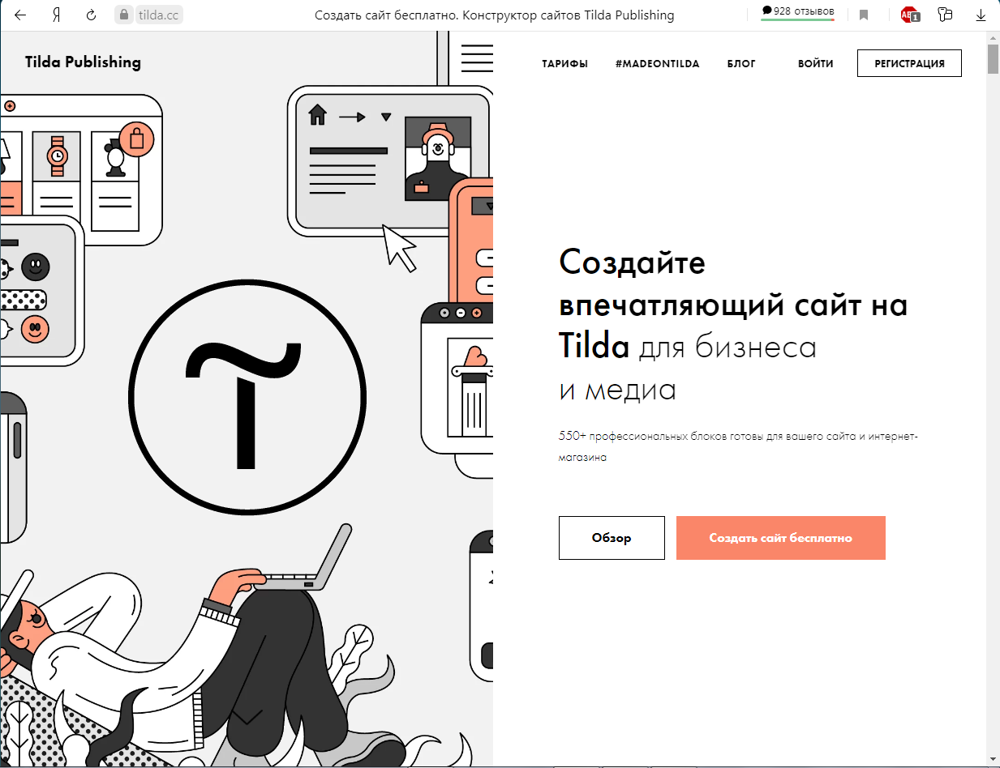 tilda.cc
Создать сайт бесплатно. Конструктор сайтов Tilda Publishing
928 отзывов
1
Tilda Publishing
ТАРИФЫ
#MADEONTILDA
БЛОГ
ВОЙТИ
РЕГИСТРАЦИЯ
Создайте
впечатляющий сайт на
Tilda для бизнеса
и медиа
550+ профессиональных блоков готовы для вашего сайта и интернет-
магазина
Обзор
Создать сайт бесплатно